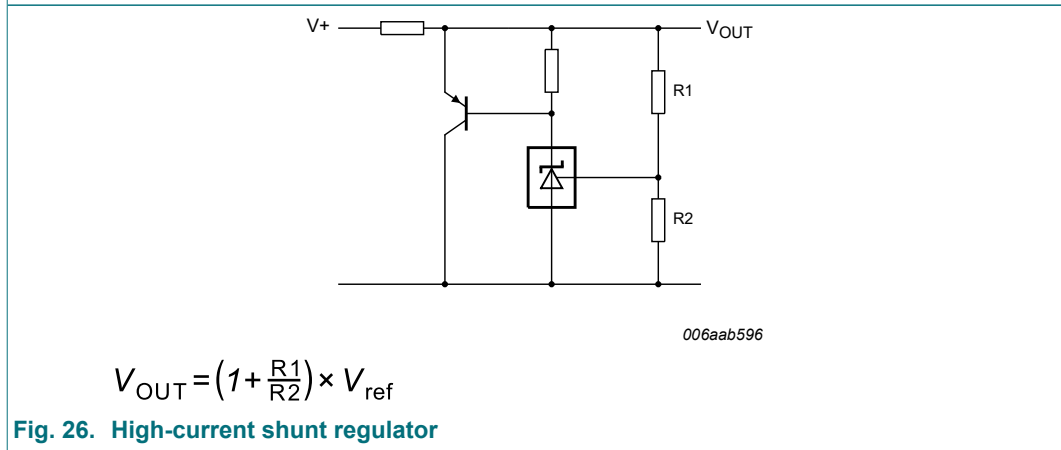 V+
VOUT
R1
R2
006aab596
VOUT = (1 + R1/R2) × Vref
Fig. 26. High-current shunt regulator